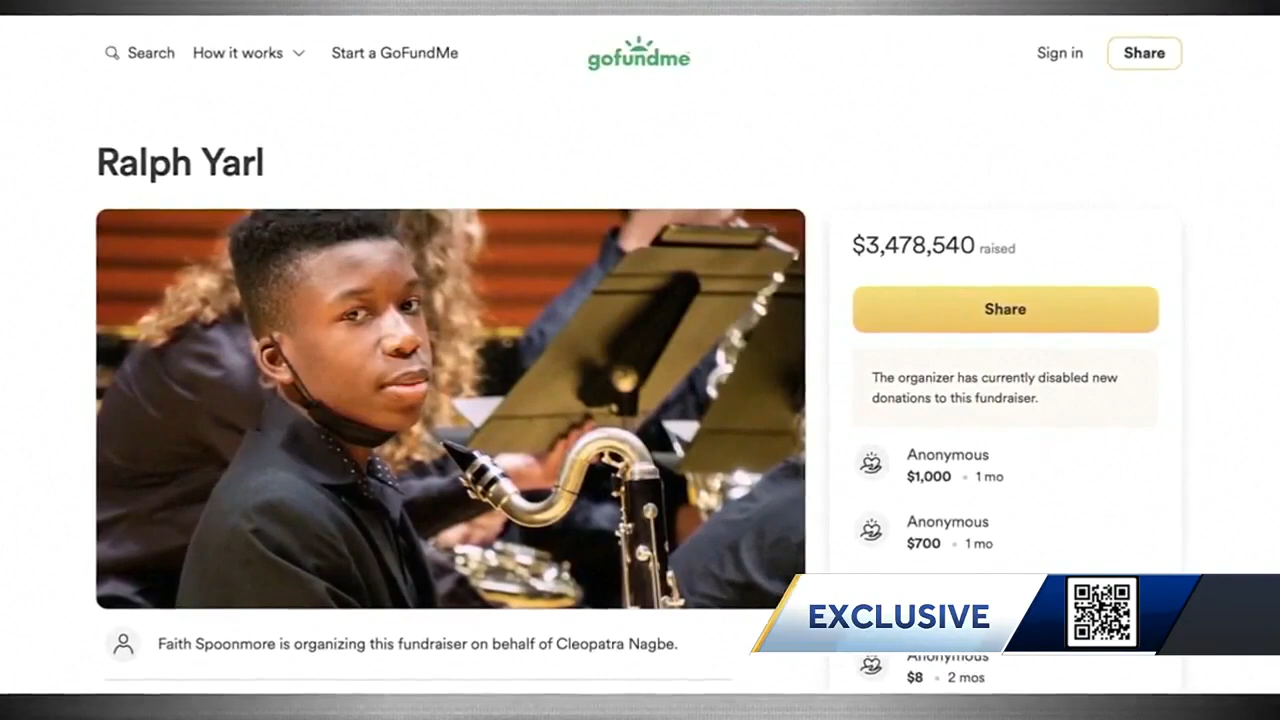 Search How it works Start a GoFundMe gofundme Sign in Share
Ralph Yarl
$3,478,540 raised
Share
The organizer has currently disabled new
donations to this fundraiser.
Anonymous
$1,000 • 1 mo
Anonymous
$700 • 1 mo
EXCLUSIVE
Anonymous
$8 • 2 mos
Faith Spoonmore is organizing this fundraiser on behalf of Cleopatra Nagbe.